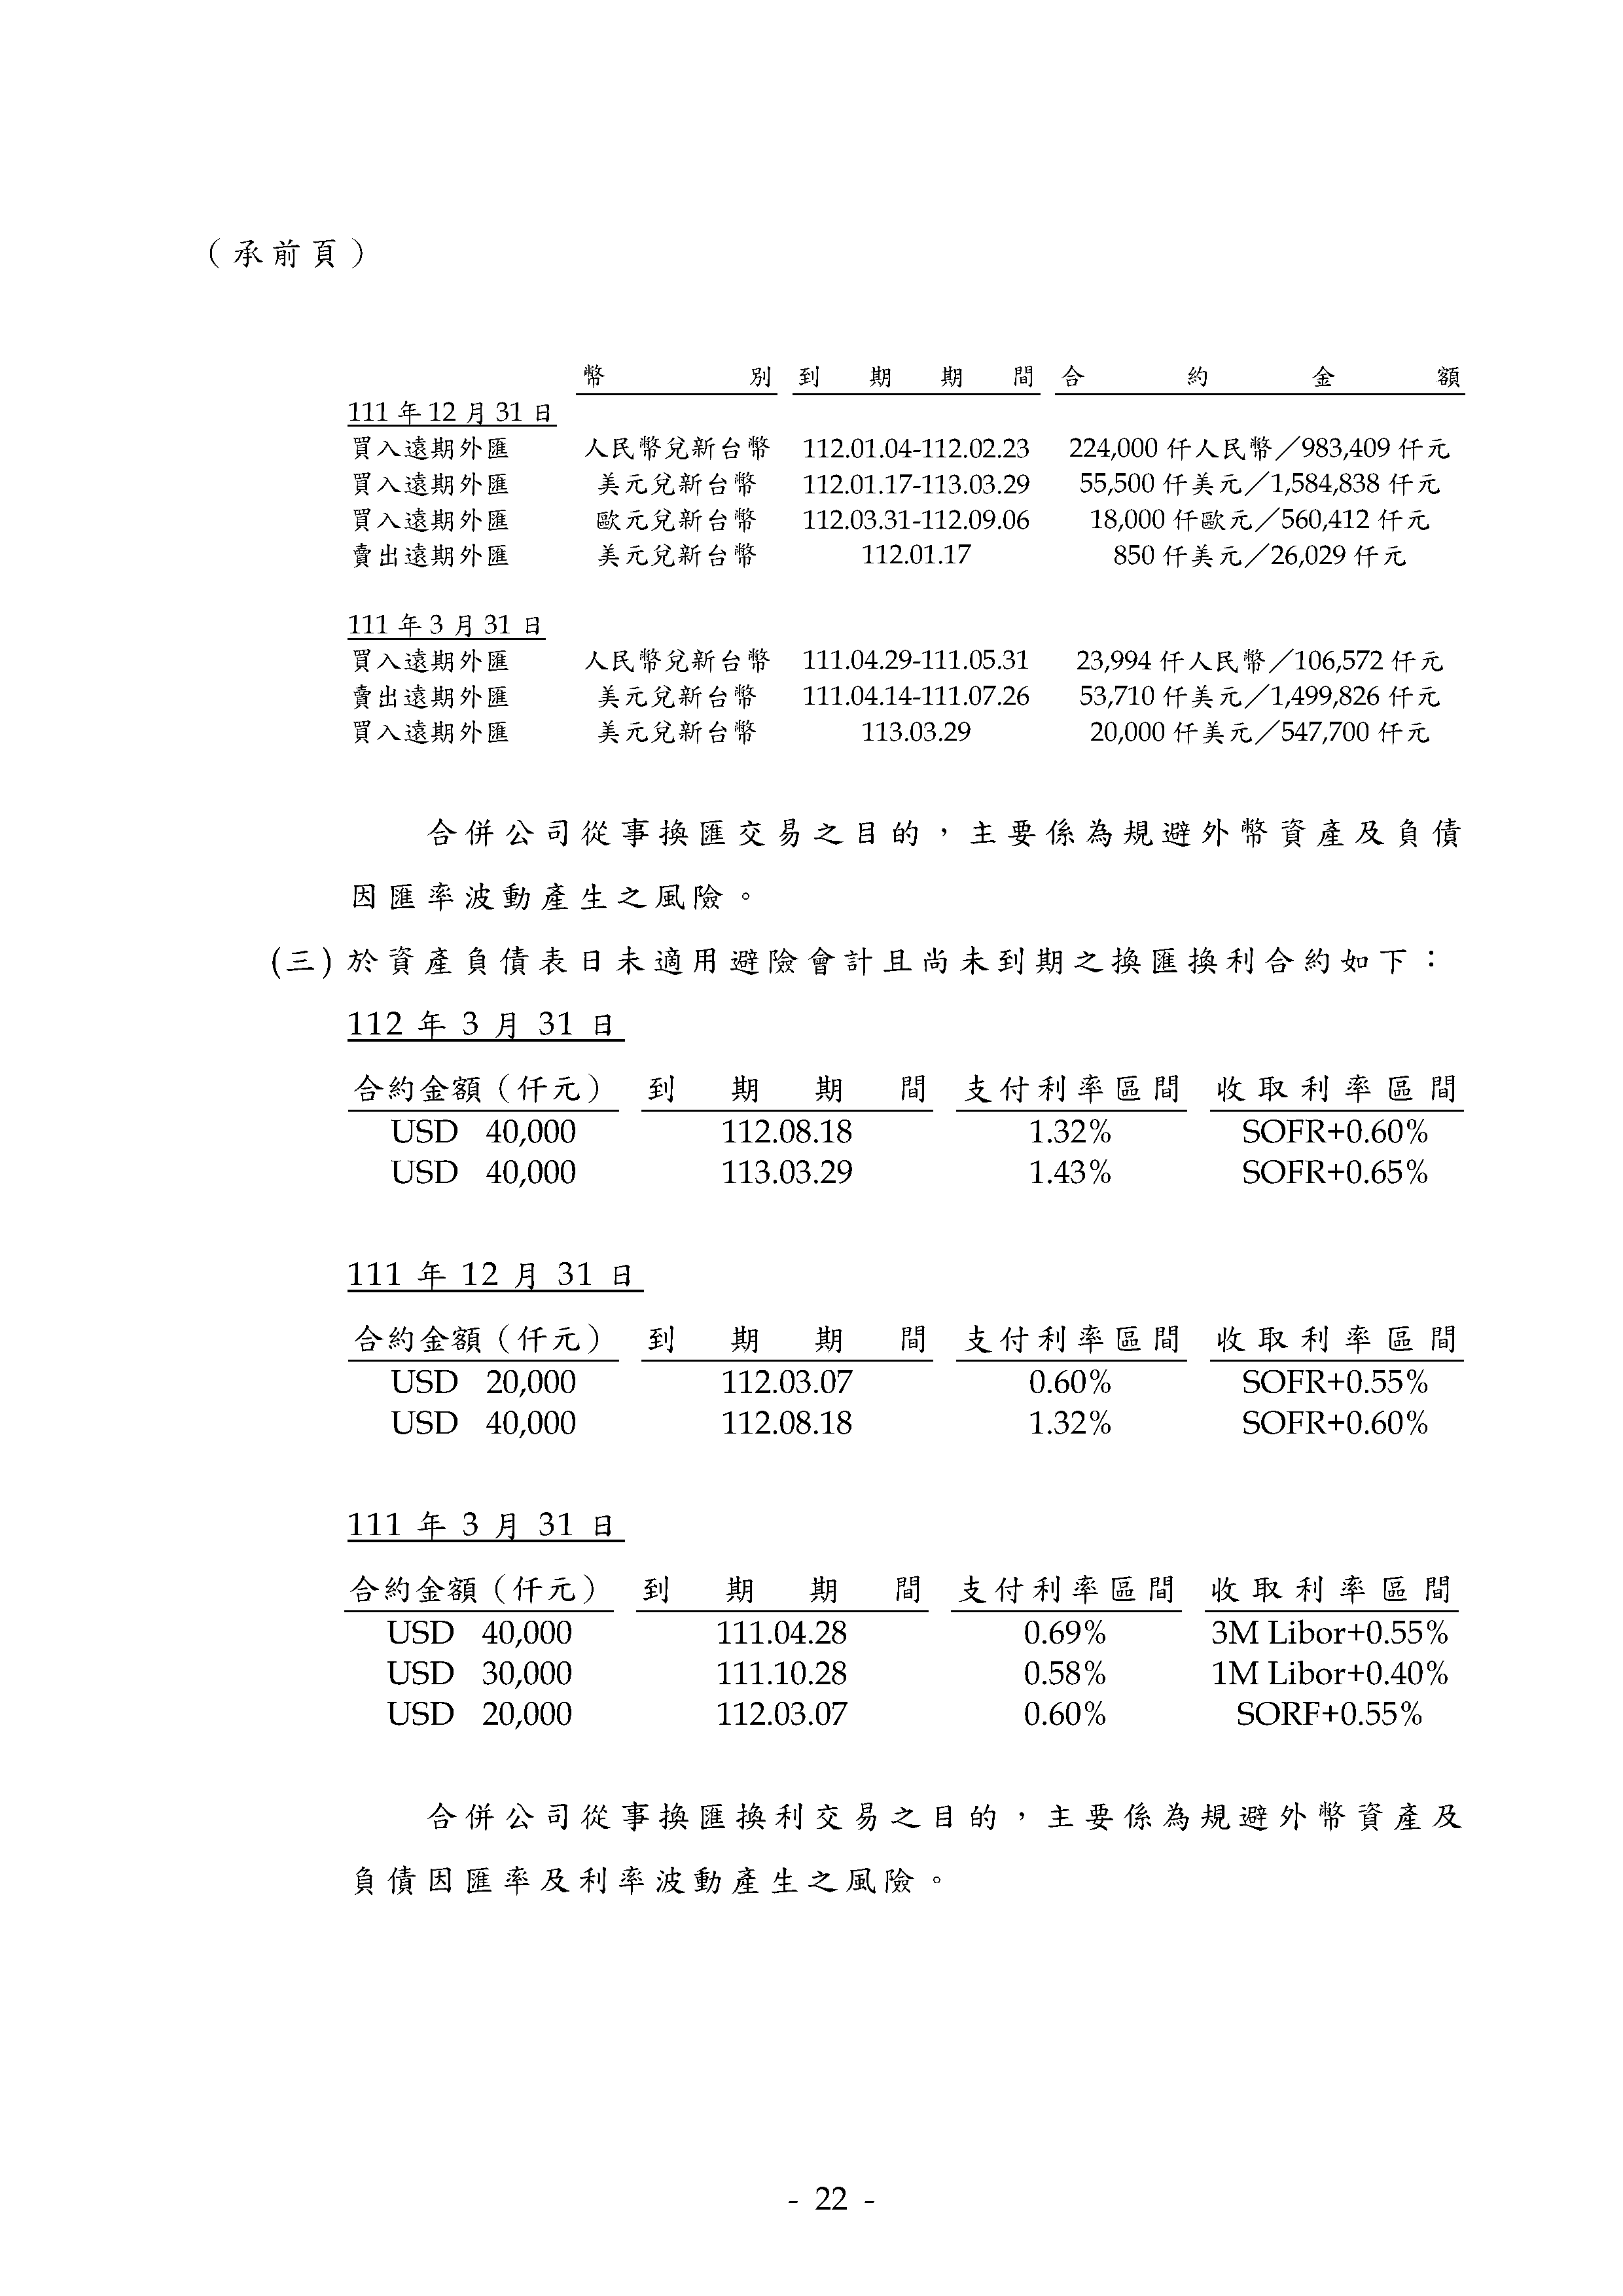 （承前頁）
幣別 到期期間 合約金額
111 年 12 月 31 日
買入遠期外匯 人民幣兌新台幣 112.01.04-112.02.23 224,000 仟人民幣／983,409 仟元
買入遠期外匯 美元兌新台幣 112.01.17-113.03.29 55,500 仟美元／1,584,838 仟元
買入遠期外匯 歐元兌新台幣 112.03.31-112.09.06 18,000 仟歐元／560,412 仟元
賣出遠期外匯 美元兌新台幣 112.01.17 850 仟美元／26,029 仟元
111 年 3 月 31 日
買入遠期外匯 人民幣兌新台幣 111.04.29-111.05.31 23,994 仟人民幣／106,572 仟元
賣出遠期外匯 美元兌新台幣 111.04.14-111.07.26 53,710 仟美元／1,499,826 仟元
買入遠期外匯 美元兌新台幣 113.03.29 20,000 仟美元／547,700 仟元
合併公司從事換匯交易之目的，主要係為規避外幣資產及負債
因匯率波動產生之風險。
(三) 於資產負債表日未適用避險會計且尚未到期之換匯換利合約如下：
112 年 3 月 31 日
合約金額（仟元） 到期期間 支付利率區間 收取利率區間
USD 40,000 112.08.18 1.32% SOFR+0.60%
USD 40,000 113.03.29 1.43% SOFR+0.65%
111 年 12 月 31 日
合約金額（仟元） 到期期間 支付利率區間 收取利率區間
USD 20,000 112.03.07 0.60% SOFR+0.55%
USD 40,000 112.08.18 1.32% SOFR+0.60%
111 年 3 月 31 日
合約金額（仟元） 到期期間 支付利率區間 收取利率區間
USD 40,000 111.04.28 0.69% 3M Libor+0.55%
USD 30,000 111.10.28 0.58% 1M Libor+0.40%
USD 20,000 112.03.07 0.60% SORF+0.55%
合併公司從事換匯換利交易之目的，主要係為規避外幣資產及
負債因匯率及利率波動產生之風險。
- 22 -